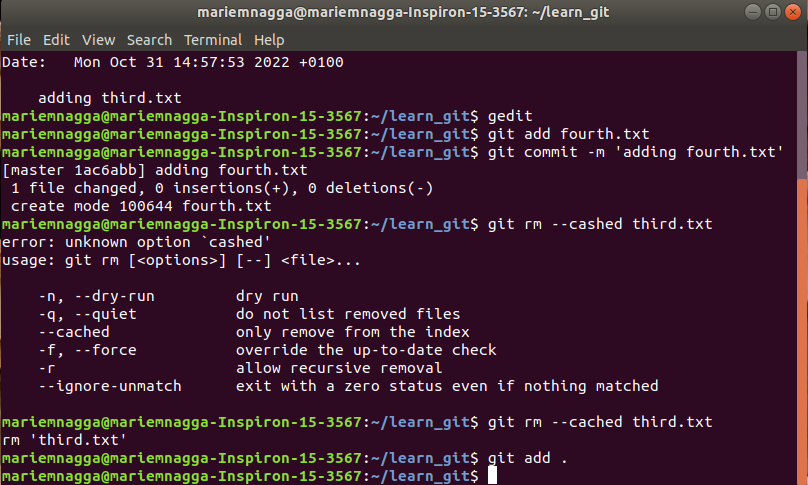 mariemnagga@mariemnagga-Inspiron-15-3567: ~/learn_git
File Edit View Search Terminal Help
Date:   Mon Oct 31 14:57:53 2022 +0100
    adding third.txt
mariemnagga@mariemnagga-Inspiron-15-3567:~/learn_git$ gedit
mariemnagga@mariemnagga-Inspiron-15-3567:~/learn_git$ git add fourth.txt
mariemnagga@mariemnagga-Inspiron-15-3567:~/learn_git$ git commit -m 'adding fourth.txt'
[master 1ac6abb] adding fourth.txt
 1 file changed, 0 insertions(+), 0 deletions(-)
 create mode 100644 fourth.txt
mariemnagga@mariemnagga-Inspiron-15-3567:~/learn_git$ git rm --cashed third.txt
error: unknown option `cashed'
usage: git rm [<options>] [--] <file>...
    -n, --dry-run         dry run
    -q, --quiet           do not list removed files
    --cached              only remove from the index
    -f, --force           override the up-to-date check
    -r                    allow recursive removal
    --ignore-unmatch      exit with a zero status even if nothing matched
mariemnagga@mariemnagga-Inspiron-15-3567:~/learn_git$ git rm --cached third.txt
rm 'third.txt'
mariemnagga@mariemnagga-Inspiron-15-3567:~/learn_git$ git add .
mariemnagga@mariemnagga-Inspiron-15-3567:~/learn_git$